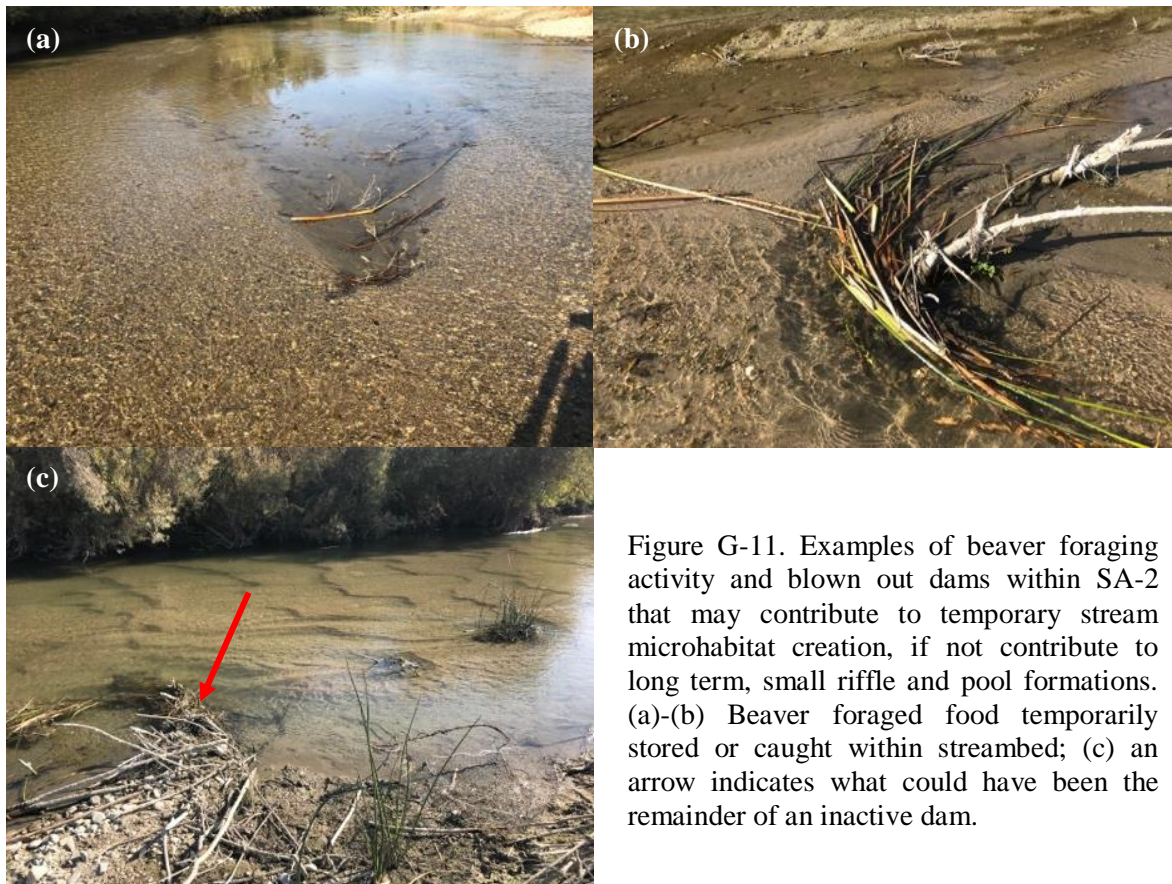 (a)
(b)
(c)
Figure G-11. Examples of beaver foraging
activity and blown out dams within SA-2
that may contribute to temporary stream
microhabitat creation, if not contribute to
long term, small riffle and pool formations.
(a)-(b) Beaver foraged food temporarily
stored or caught within streambed; (c) an
arrow indicates what could have been the
remainder of an inactive dam.